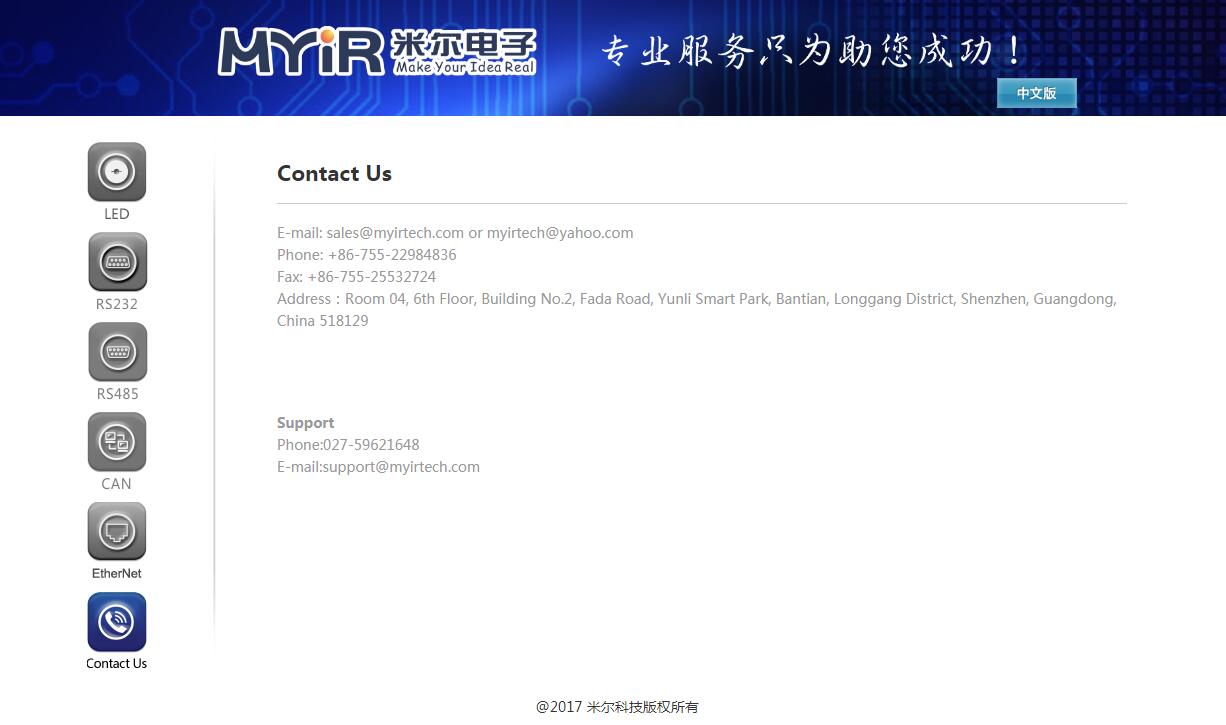 MYiR 米尔电子
Make Your Idea Real
专业服务只为助您成功！
中文版
LED
RS232
RS485
CAN
EtherNet
Contact Us
Contact Us
E-mail: sales@myirtech.com or myirtech@yahoo.com
Phone: +86-755-22984836
Fax: +86-755-25532724
Address：Room 04, 6th Floor, Building No.2, Fada Road, Yunli Smart Park, Bantian, Longgang District, Shenzhen, Guangdong,
China 518129
Support
Phone:027-59621648
E-mail:support@myirtech.com
@2017 米尔科技版权所有